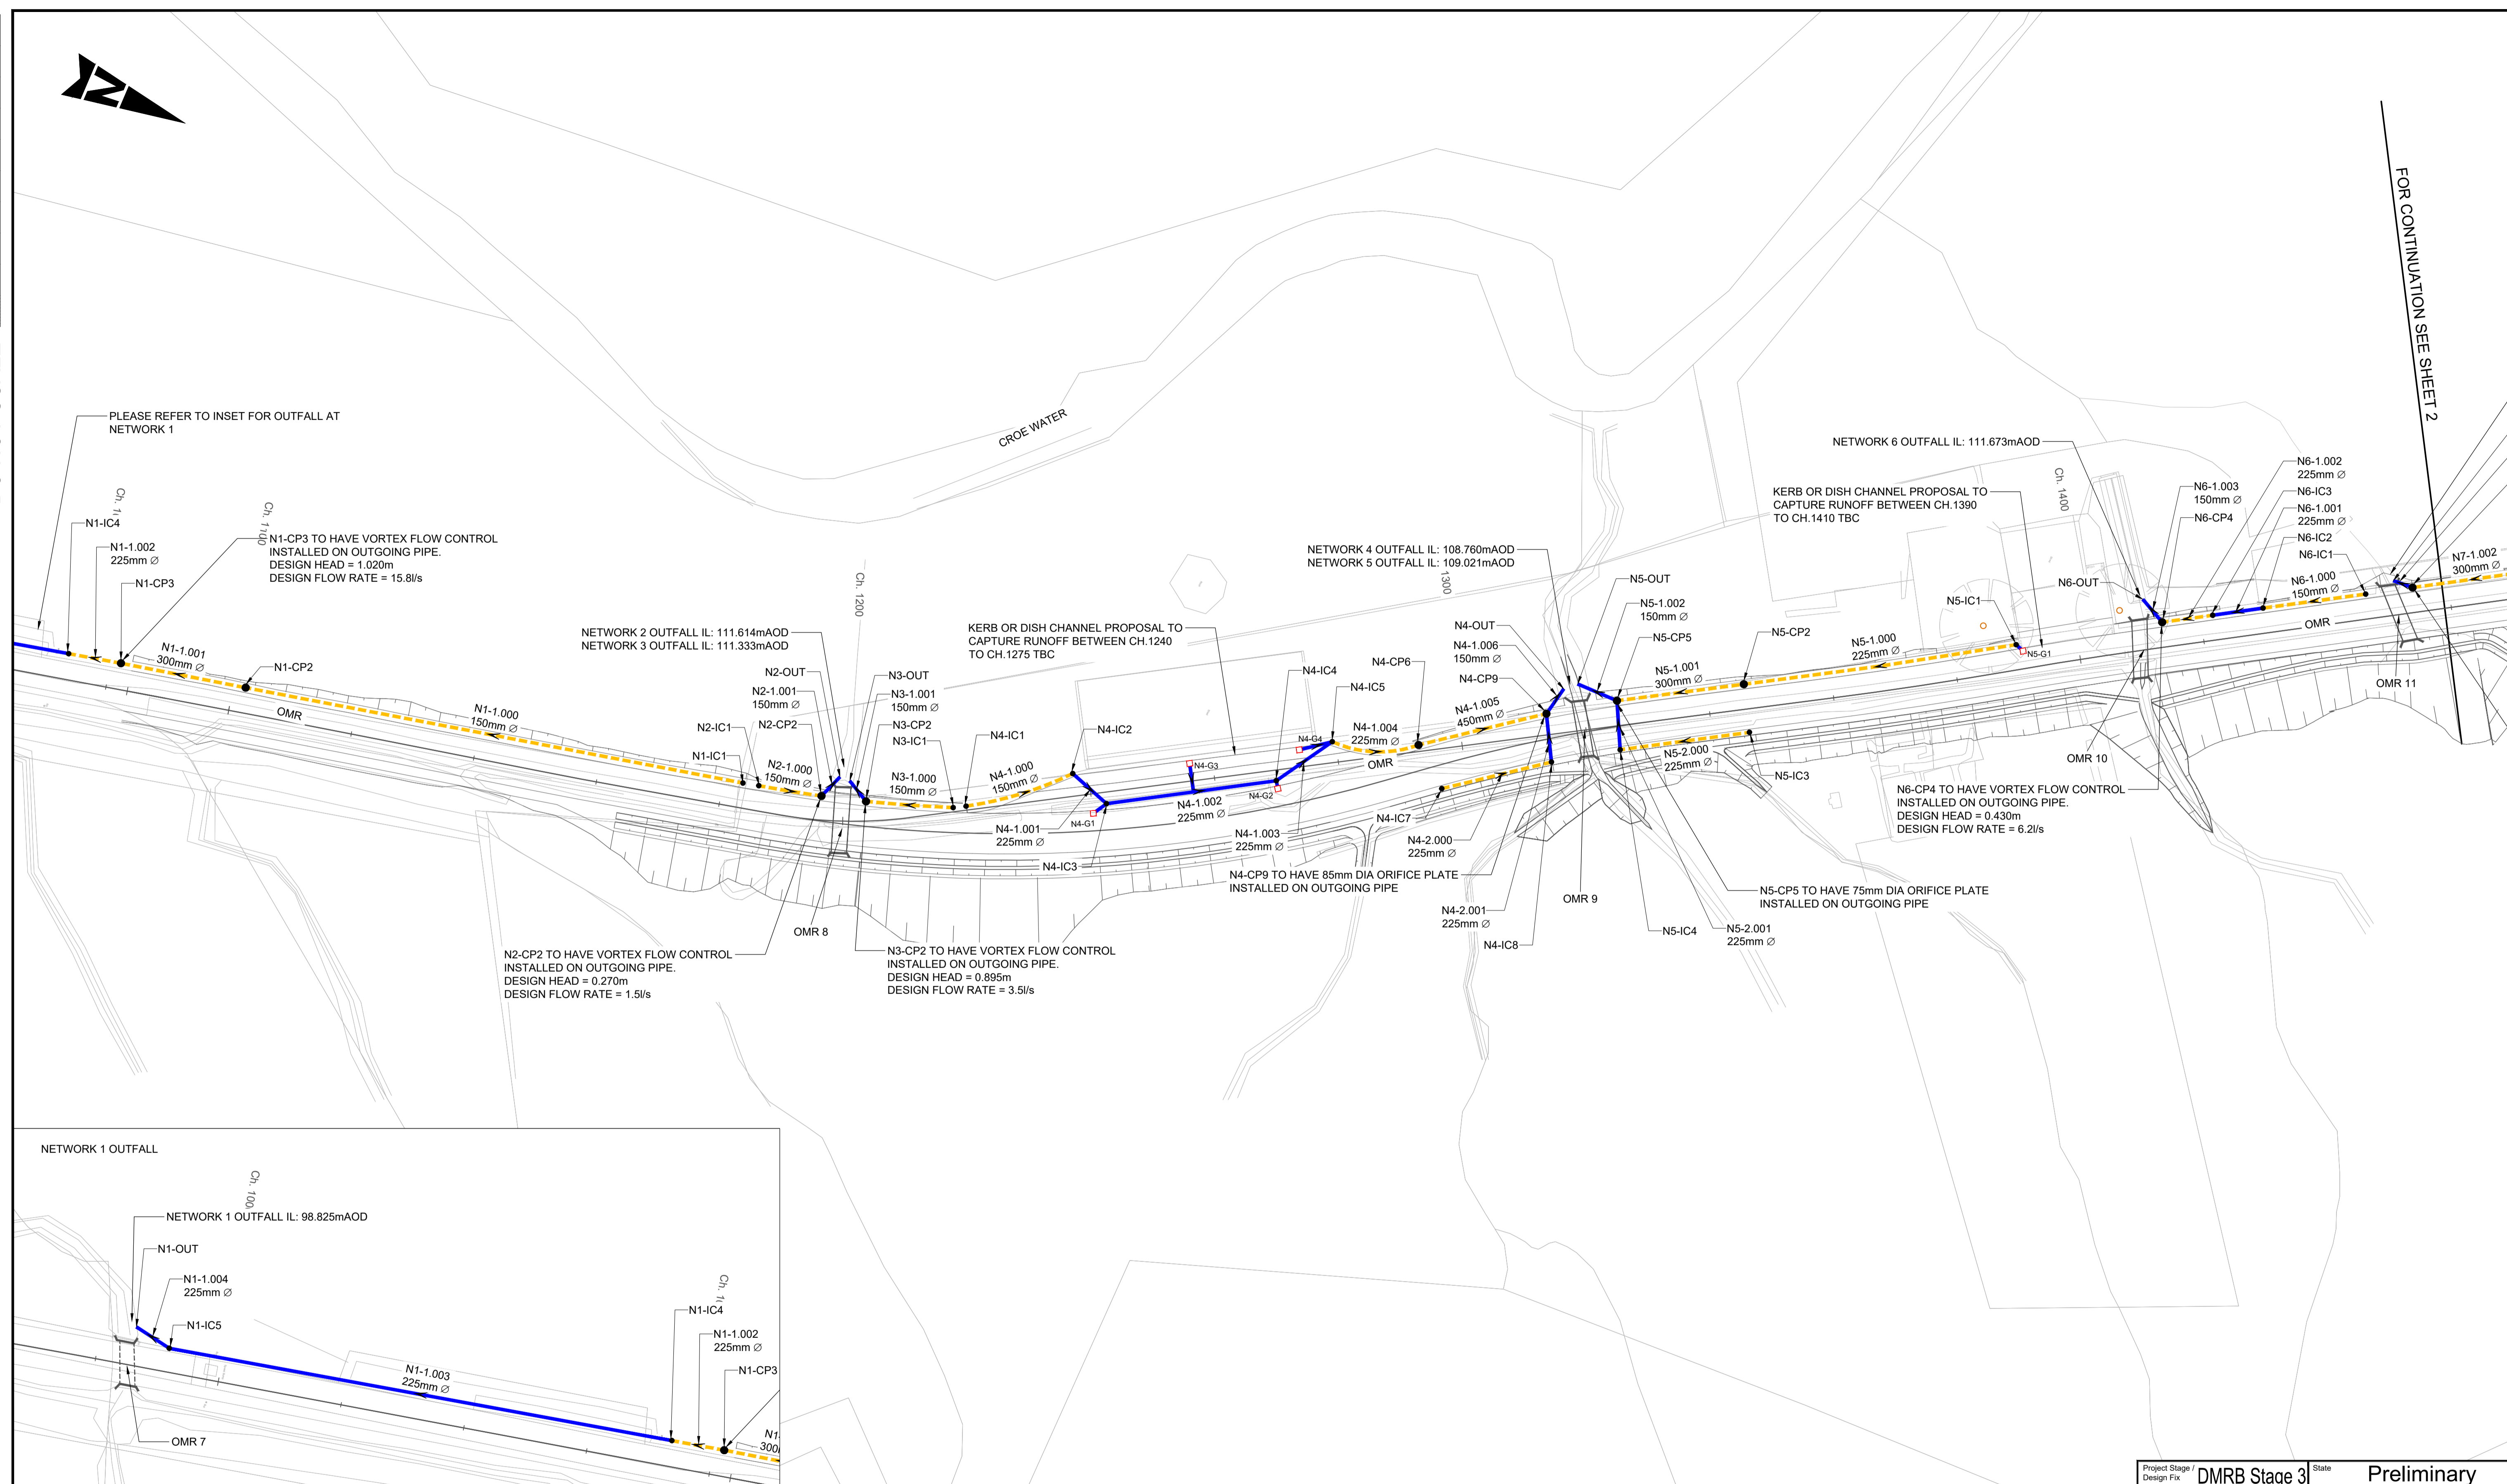 FOR CONTINUATION SEE SHEET 2
CROE WATER
PLEASE REFER TO INSET FOR OUTFALL AT
NETWORK 1
N1-IC4
N1-1.002
225mm Ø
N1-CP3
Ch. 1100
N1-CP3 TO HAVE VORTEX FLOW CONTROL
INSTALLED ON OUTGOING PIPE.
DESIGN HEAD = 1.020m
DESIGN FLOW RATE = 15.8l/s
N1-1.001
300mm Ø
N1-CP2
OMR
N1-1.000
150mm Ø
NETWORK 2 OUTFALL IL: 111.614mAOD
NETWORK 3 OUTFALL IL: 111.333mAOD
Ch. 1200
N2-OUT
N2-1.001
150mm Ø
N2-IC1
N2-CP2
N1-IC1
N2-1.000
150mm Ø
N3-OUT
N3-1.001
150mm Ø
N3-CP2
N3-IC1
N3-1.000
150mm Ø
N4-IC1
N4-1.000
150mm Ø
N4-IC2
KERB OR DISH CHANNEL PROPOSAL TO
CAPTURE RUNOFF BETWEEN CH.1240
TO CH.1275 TBC
N4-G1
N4-G3
N4-G2
N4-G4
N4-1.001
225mm Ø
N4-IC3
N4-1.002
225mm Ø
N4-1.003
225mm Ø
N4-IC4
N4-IC5
N4-1.004
225mm Ø
N4-CP6
OMR
N4-1.005
450mm Ø
1300
NETWORK 4 OUTFALL IL: 108.760mAOD
NETWORK 5 OUTFALL IL: 109.021mAOD
N4-OUT
N4-1.006
150mm Ø
N4-CP9
N5-OUT
N5-1.002
150mm Ø
N5-CP5
N5-1.001
300mm Ø
N5-CP2
N5-1.000
225mm Ø
N5-IC1
N5-G1
N5-2.000
225mm Ø
N5-IC3
N4-IC7
N4-2.000
225mm Ø
N4-CP9 TO HAVE 85mm DIA ORIFICE PLATE
INSTALLED ON OUTGOING PIPE
N4-2.001
225mm Ø
N4-IC8
OMR 9
N5-CP5 TO HAVE 75mm DIA ORIFICE PLATE
INSTALLED ON OUTGOING PIPE
N5-IC4
N5-2.001
225mm Ø
OMR 8
N2-CP2 TO HAVE VORTEX FLOW CONTROL
INSTALLED ON OUTGOING PIPE.
DESIGN HEAD = 0.270m
DESIGN FLOW RATE = 1.5l/s
N3-CP2 TO HAVE VORTEX FLOW CONTROL
INSTALLED ON OUTGOING PIPE.
DESIGN HEAD = 0.895m
DESIGN FLOW RATE = 3.5l/s
NETWORK 6 OUTFALL IL: 111.673mAOD
KERB OR DISH CHANNEL PROPOSAL TO
CAPTURE RUNOFF BETWEEN CH.1390
TO CH.1410 TBC
Ch. 1400
N6-OUT
N6-1.003
150mm Ø
N6-CP4
N6-1.002
225mm Ø
N6-IC3
N6-1.001
225mm Ø
N6-IC2
N6-IC1
N6-1.000
150mm Ø
N7-1.002
300mm Ø
OMR
OMR 11
OMR 10
N6-CP4 TO HAVE VORTEX FLOW CONTROL
INSTALLED ON OUTGOING PIPE.
DESIGN HEAD = 0.430m
DESIGN FLOW RATE = 6.2l/s
NETWORK 1 OUTFALL
NETWORK 1 OUTFALL IL: 98.825mAOD
N1-OUT
N1-1.004
225mm Ø
N1-IC5
N1-1.003
225mm Ø
N1-IC4
N1-1.002
225mm Ø
N1-CP3
OMR 7
Project Stage /
Design Fix
DMRB Stage 3
State
Preliminary